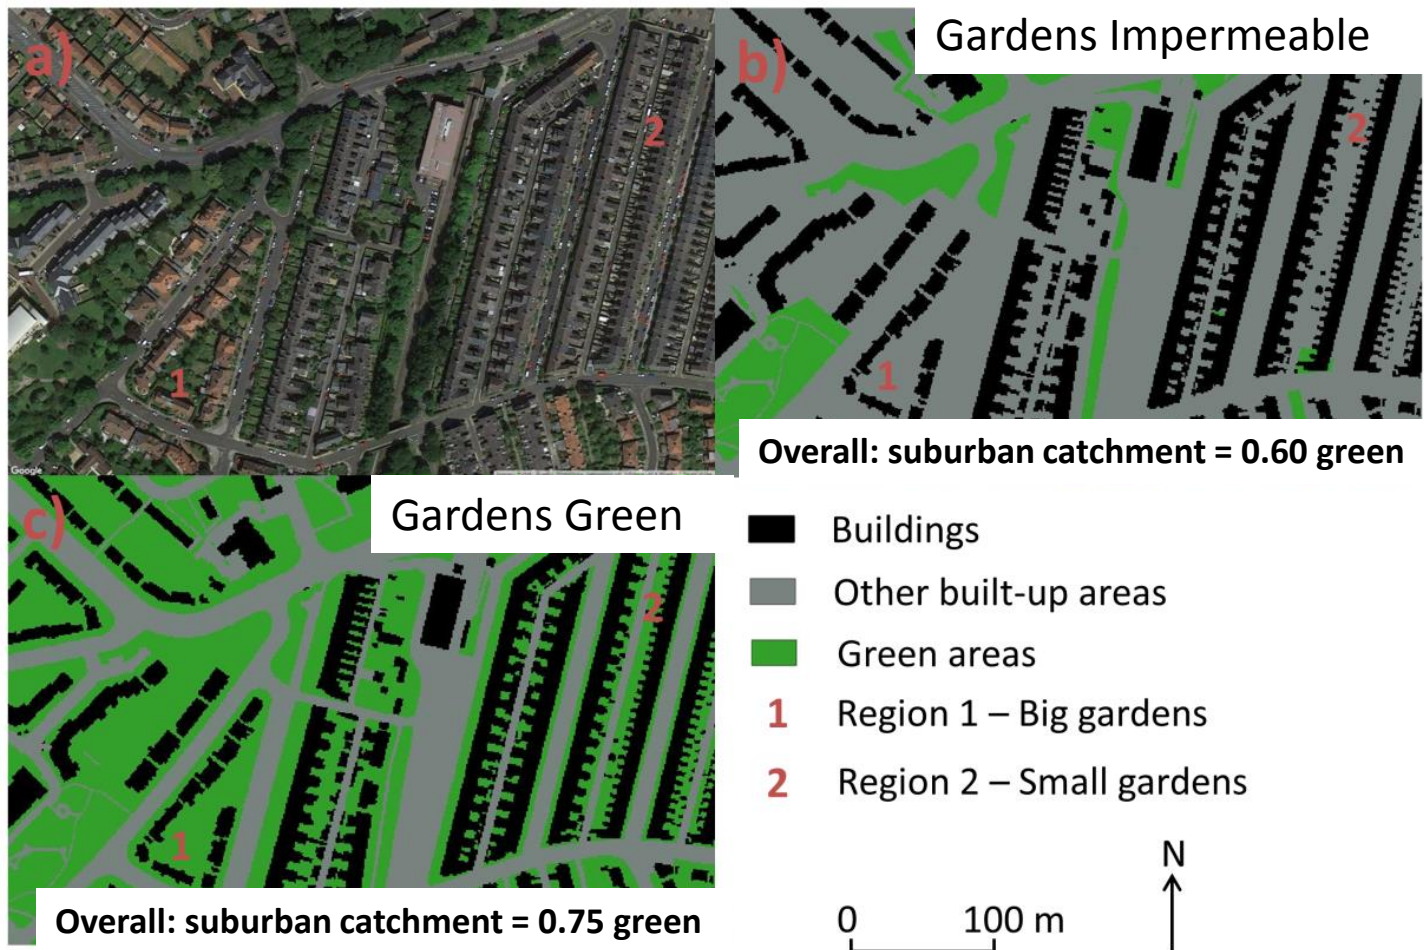 a)
2
1
Google
Gardens Impermeable
b)
2
1
Overall: suburban catchment = 0.60 green
Gardens Green
c)
2
1
Overall: suburban catchment = 0.75 green
Buildings
Other built-up areas
Green areas
1 Region 1 – Big gardens
2 Region 2 – Small gardens
N
0 100 m